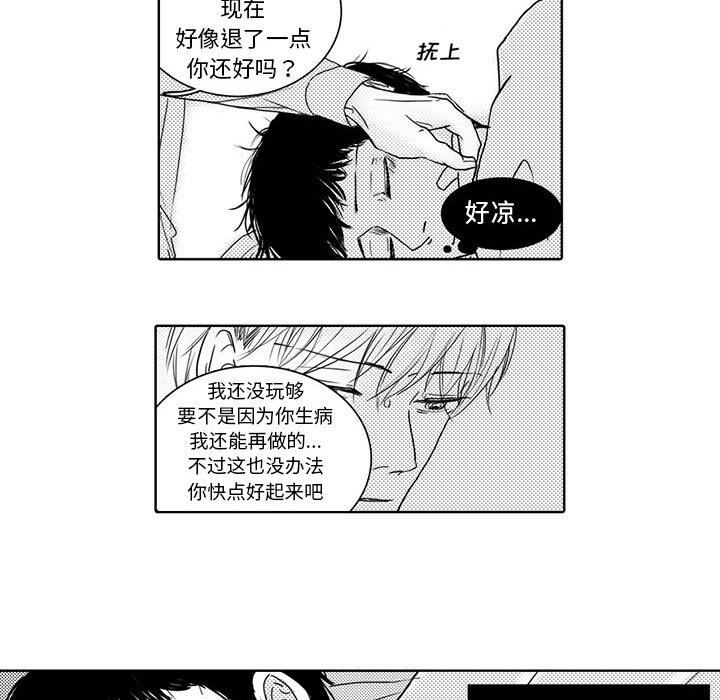 现在
好像退了一点
你还好吗？
抚上
好凉...
我还没玩够
要不是因为你生病
我还能再做的...
不过这也没办法
你快点好起来吧